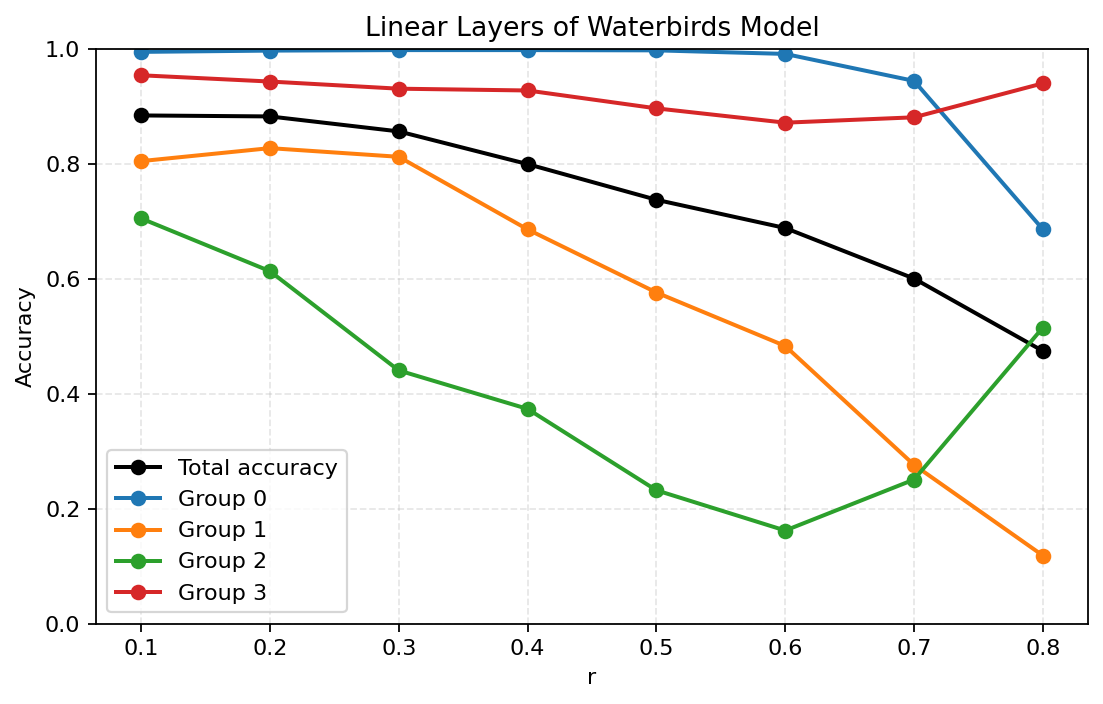 Linear Layers of Waterbirds Model
1.0
0.8
0.6
0.4
0.2
0.0
Accuracy
Total accuracy
Group 0
Group 1
Group 2
Group 3
0.1 0.2 0.3 0.4 0.5 0.6 0.7 0.8
r